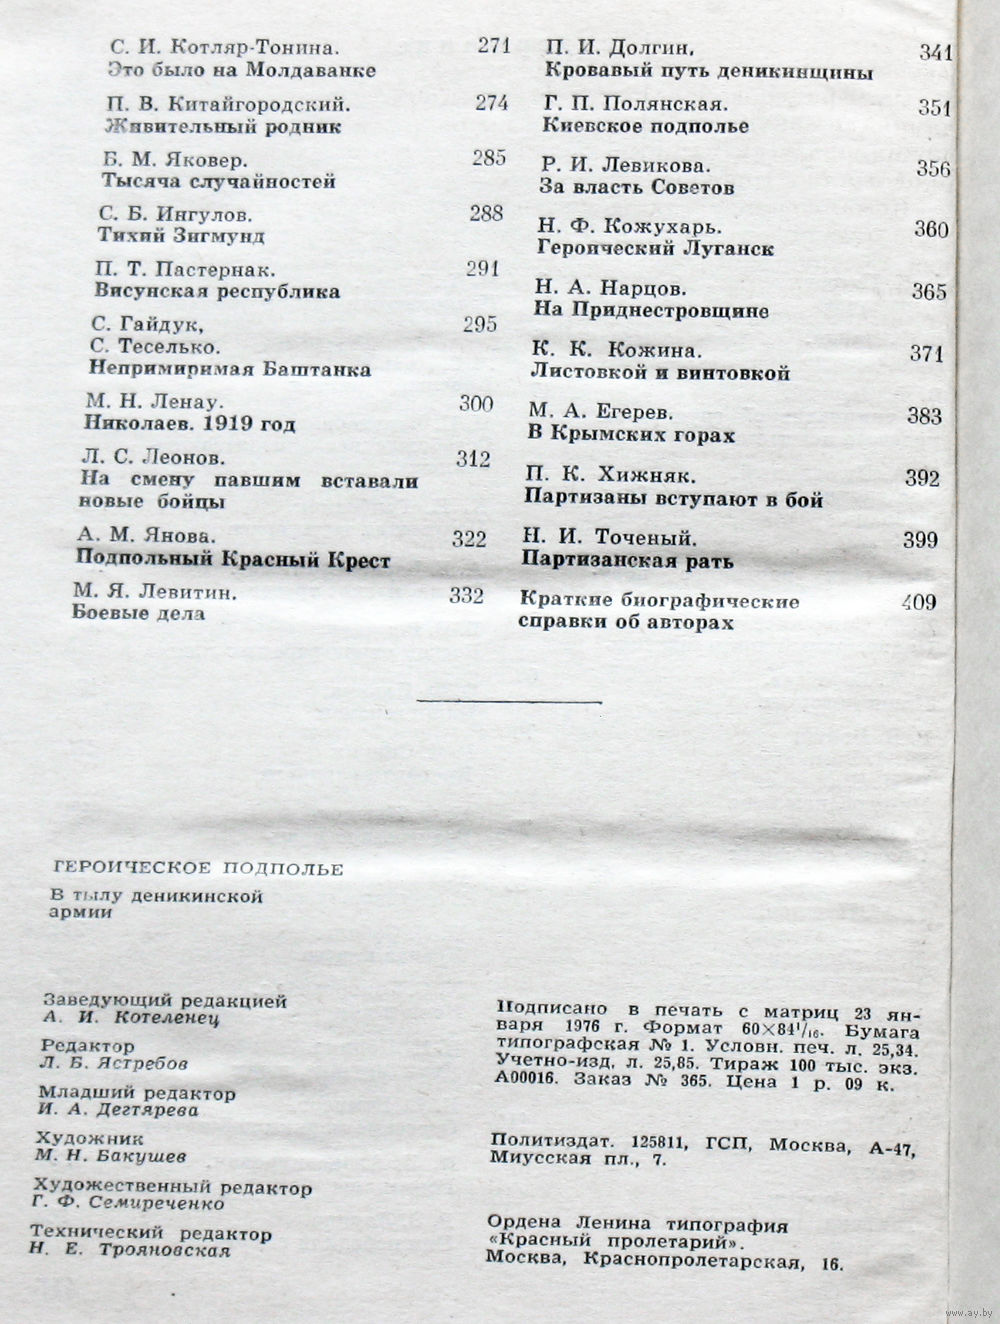 С. И. Котляр-Тонина. 271
Это было на Молдаванке
П. В. Китайгородский. 274
Живительный родник
Б. М. Яковер. 285
Тысяча случайностей
С. Б. Ингулов. 288
Тихий Зигмунд
П. Т. Пастернак. 291
Висунская республика
С. Гайдук, 295
С. Теселько.
Непримиримая Баштанка
М. Н. Ленау. 300
Николаев. 1919 год
Л. С. Леонов. 312
На смену павшим вставали
новые бойцы
А. М. Янова. 322
Подпольный Красный Крест
М. Я. Левитин. 332
Боевые дела
П. И. Долгин, 341
Кровавый путь деникинщины
Г. П. Полянская. 351
Киевское подполье
Р. И. Левикова. 356
За власть Советов
Н. Ф. Кожухарь. 360
Героический Луганск
Н. А. Нарцов. 365
На Приднестровщине
К. К. Кожина. 371
Листовкой и винтовкой
М. А. Егерев. 383
В Крымских горах
П. К. Хижняк. 392
Партизаны вступают в бой
Н. И. Точеный. 399
Партизанская рать
Краткие биографические 409
справки об авторах
ГЕРОИЧЕСКОЕ ПОДПОЛЬЕ
В тылу деникинской
армии
Заведующий редакцией
А. И. Котеленец
Редактор
Л. Б. Ястребов
Младший редактор
И. А. Дегтярева
Художник
М. Н. Бакушев
Художественный редактор
Г. Ф. Семиреченко
Технический редактор
Н. Е. Трояновская
Подписано в печать с матриц 23 ян-
варя 1976 г. Формат 60×84¹/₁₆. Бумага
типографская № 1. Условн. печ. л. 25,34.
Учетно-изд. л. 25,85. Тираж 100 тыс. экз.
А00016. Заказ № 365. Цена 1 р. 09 к.
Политиздат. 125811, ГСП, Москва, А-47,
Миусская пл., 7.
Ордена Ленина типография
«Красный пролетарий».
Москва, Краснопролетарская, 16.
www.ay.by